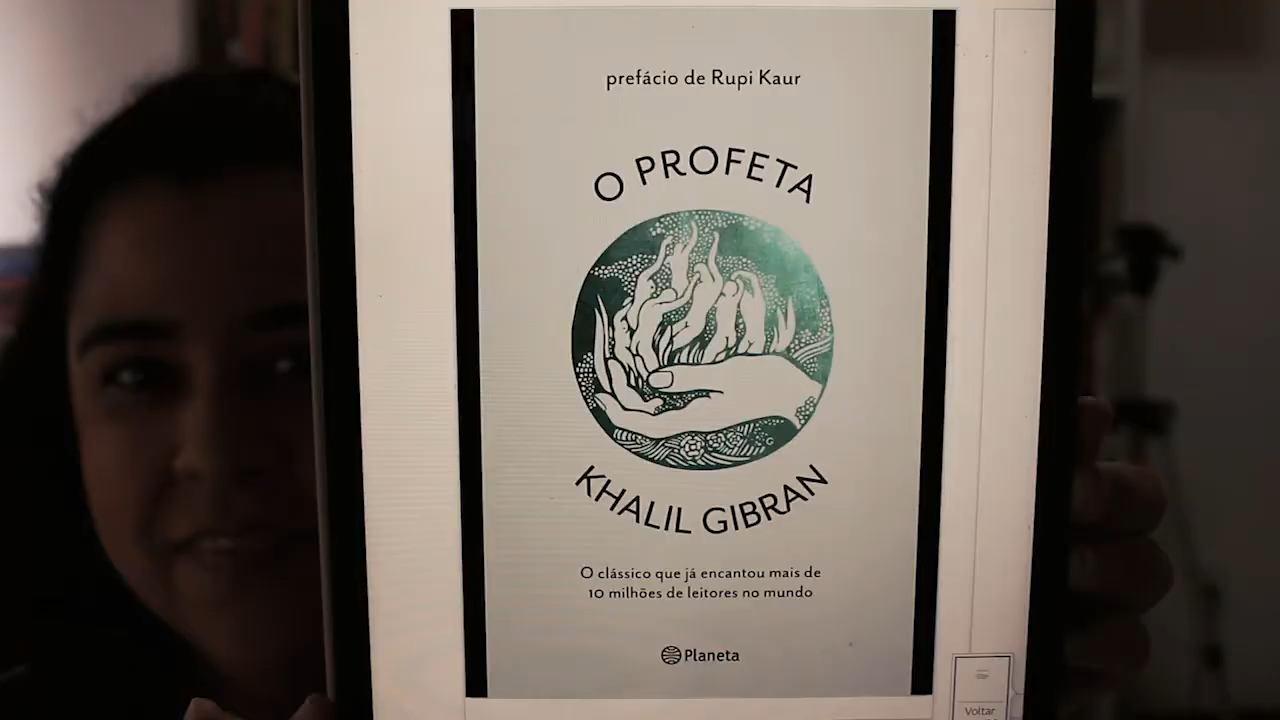 prefácio de Rupi Kaur
O PROFETA
KHALIL GIBRAN
O clássico que já encantou mais de
10 milhões de leitores no mundo
Planeta
Voltar